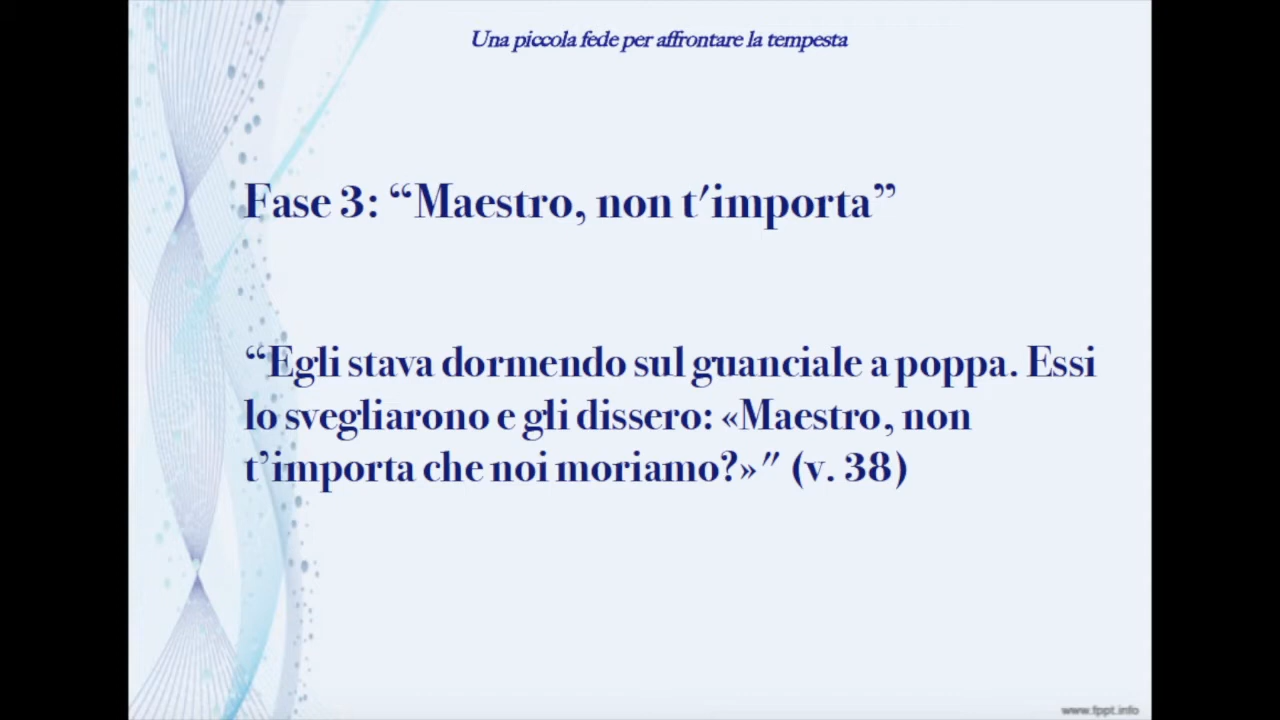 Una piccola fede per affrontare la tempesta
Fase 3: “Maestro, non t'importa”
“Egli stava dormendo sul guanciale a poppa. Essi
lo svegliarono e gli dissero: «Maestro, non
t’importa che noi moriamo?»" (v. 38)
www.fppt.info